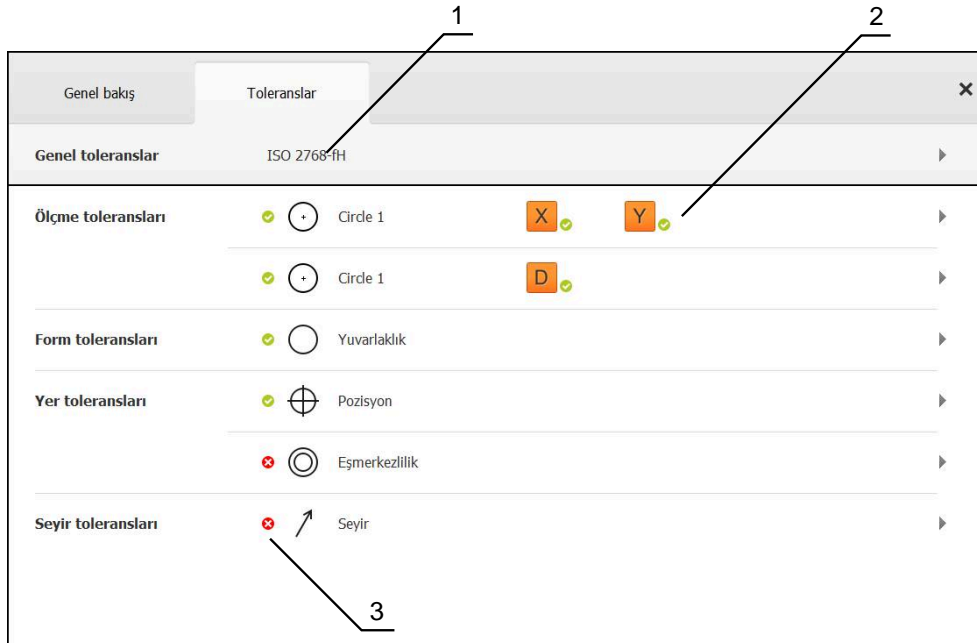 1 2
Genel bakış Toleranslar
Genel toleranslar ISO 2768-fH
Ölçme toleransları Circle 1 X Y
Circle 1 D
Form toleransları Yuvarlaklık
Yer toleransları Pozisyon
Eşmerkezlilik
Seyir toleransları Seyir
3